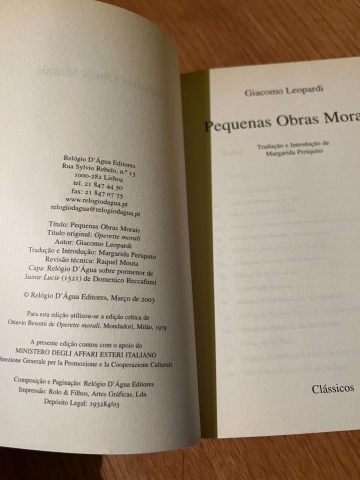 Relógio D'Água Editores
Rua Sylvio Rebelo, n.º 15
1000-282 Lisboa
tel. 21 847 44 50
fax. 21 847 07 75
www.relogiodagua.pt
relogiodagua@relogiodagua.pt
Título: Pequenas Obras Morais
Título original: Operette morali
Autor: Giacomo Leopardi
Tradução e Introdução: Margarida Periquito
Revisão técnica: Raquel Mouta
Capa: Relógio D'Água sobre pormenor de
Sainte Lucie (1521) de Domenico Beccafumi
© Relógio D'Água Editores, Março de 2003
Para esta edição utilizou-se a edição crítica de
Ottavio Besomi de Operette morali, Mondadori, Milão, 1979
A presente edição contou com o apoio do
MINISTERO DEGLI AFFARI ESTERI ITALIANO
Direzione Generale per la Promozione e la Cooperazione Culturale
Composição e Paginação: Relógio D'Água Editores
Impressão: Rolo & Filhos, Artes Gráficas, Lda
Depósito Legal: 193284/03
Giacomo Leopardi
Pequenas Obras Mora
Tradução e Introdução de
Margarida Periquito
Clássicos